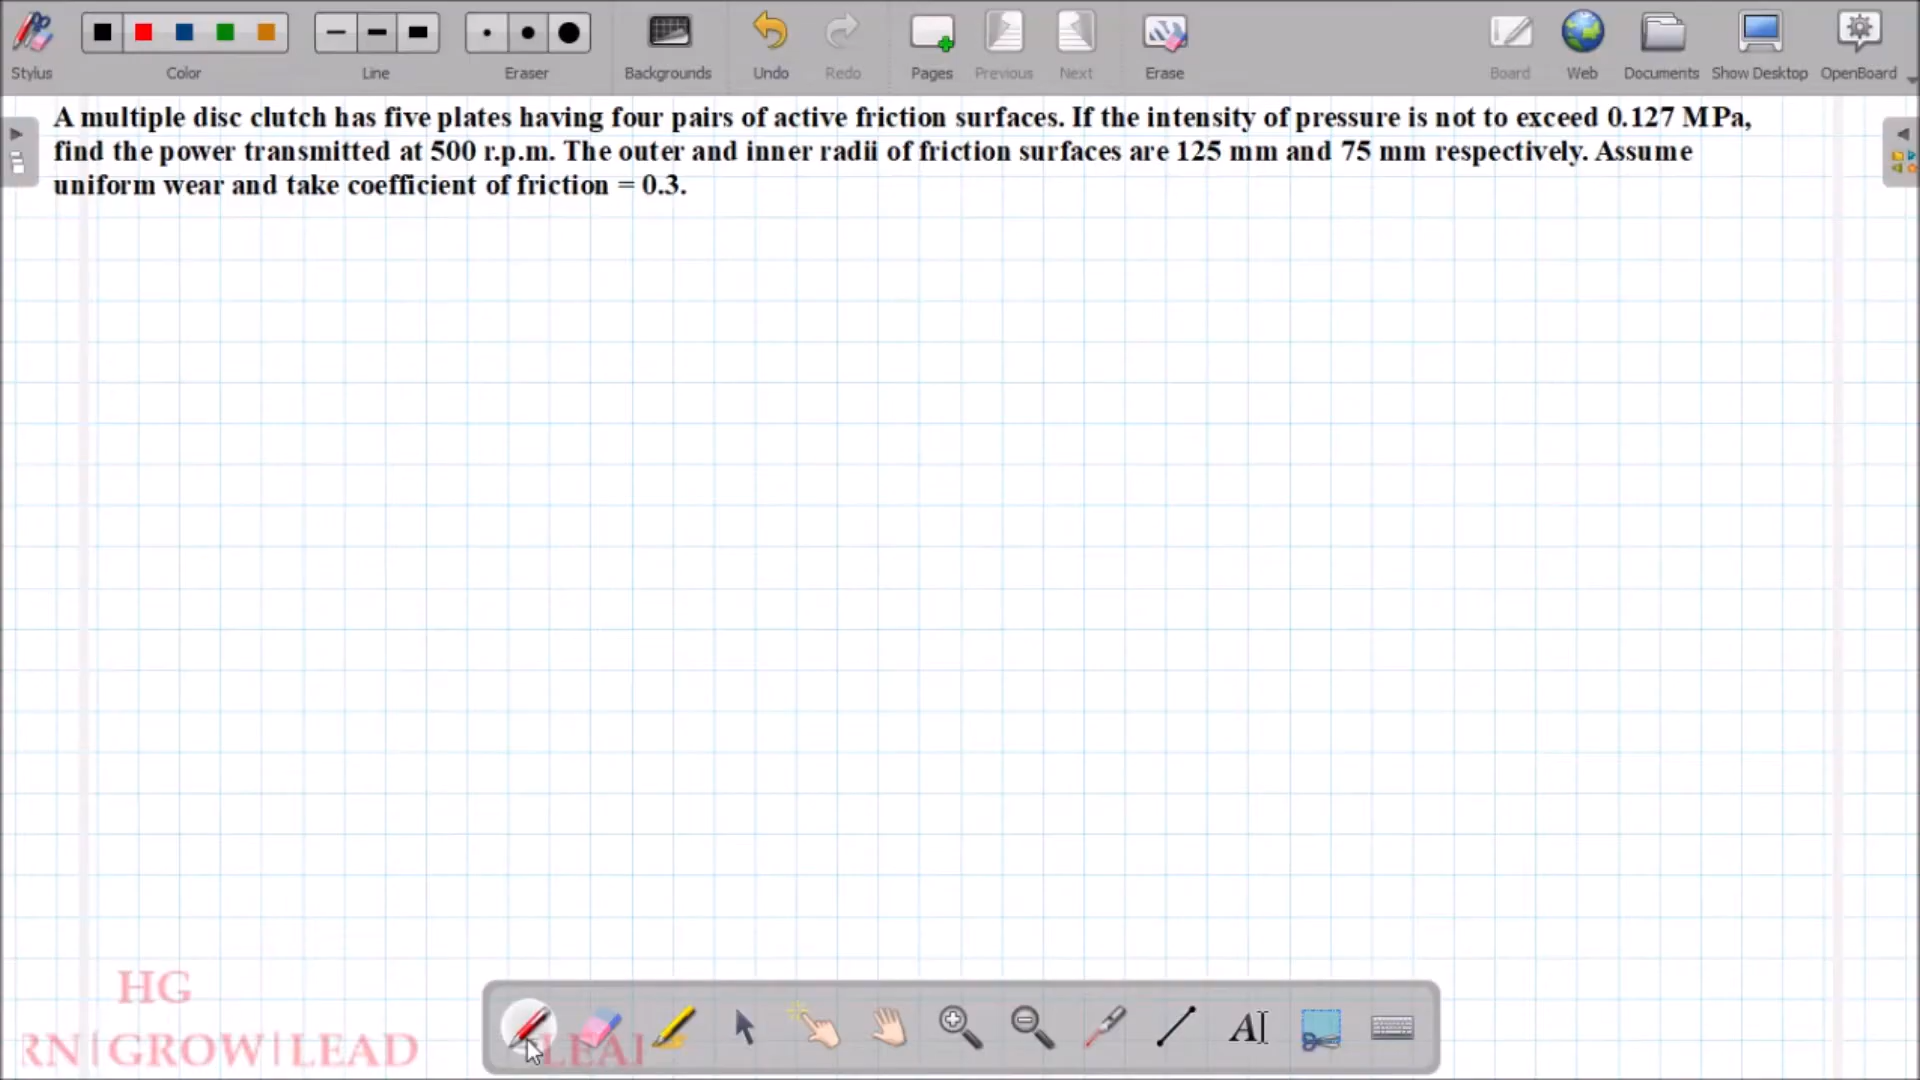 Stylus Color Line Eraser Backgrounds Undo Redo Pages Previous Next Erase Board Web Documents Show Desktop OpenBoard
A multiple disc clutch has five plates having four pairs of active friction surfaces. If the intensity of pressure is not to exceed 0.127 MPa,
find the power transmitted at 500 r.p.m. The outer and inner radii of friction surfaces are 125 mm and 75 mm respectively. Assume
uniform wear and take coefficient of friction = 0.3.
HG
RN|GROW|LEAD
LEA